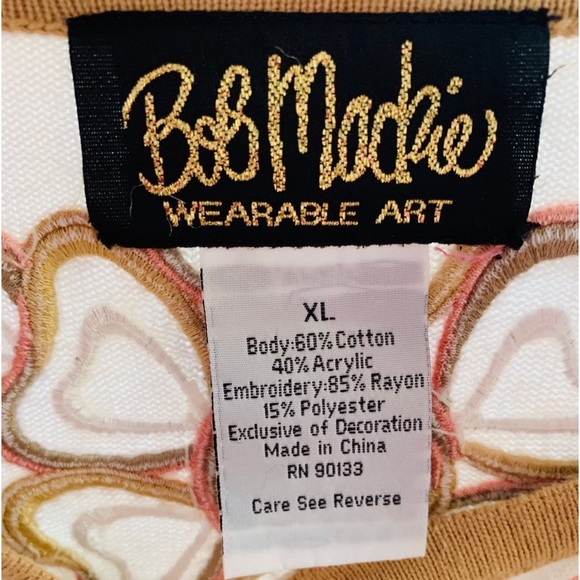 Bob Mackie
WEARABLE ART
XL
Body:60% Cotton
40% Acrylic
Embroidery:85% Rayon
15% Polyester
Exclusive of Decoration
Made in China
RN 90133
Care See Reverse